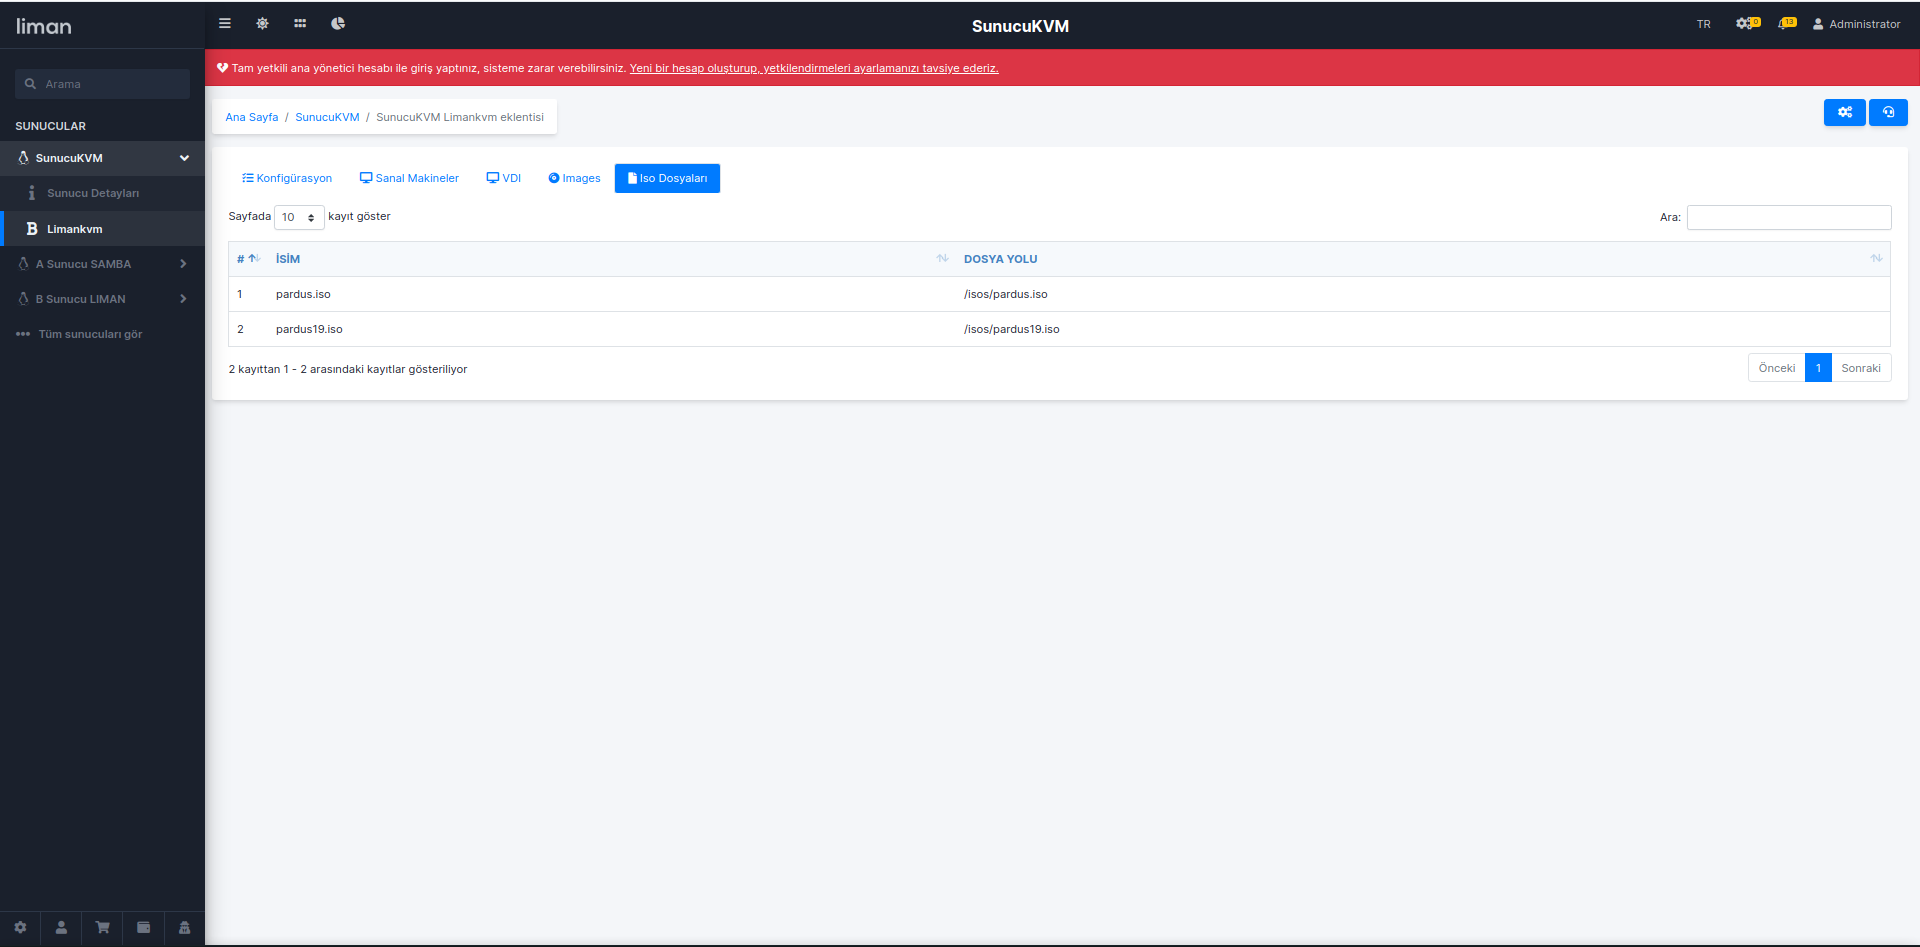 liman
SunucuKVM
TR
0
13
Administrator
Arama
SUNUCULAR
SunucuKVM
Sunucu Detayları
Limankvm
A Sunucu SAMBA
B Sunucu LIMAN
Tüm sunucuları gör
Tam yetkili ana yönetici hesabı ile giriş yaptınız, sisteme zarar verebilirsiniz. Yeni bir hesap oluşturup, yetkilendirmeleri ayarlamanızı tavsiye ederiz.
Ana Sayfa / SunucuKVM / SunucuKVM Limankvm eklentisi
Konfigürasyon Sanal Makineler VDI Images Iso Dosyaları
Sayfada 10 kayıt göster
Ara:
# İSİM DOSYA YOLU
1 pardus.iso /isos/pardus.iso
2 pardus19.iso /isos/pardus19.iso
2 kayıttan 1 - 2 arasındaki kayıtlar gösteriliyor
Önceki 1 Sonraki